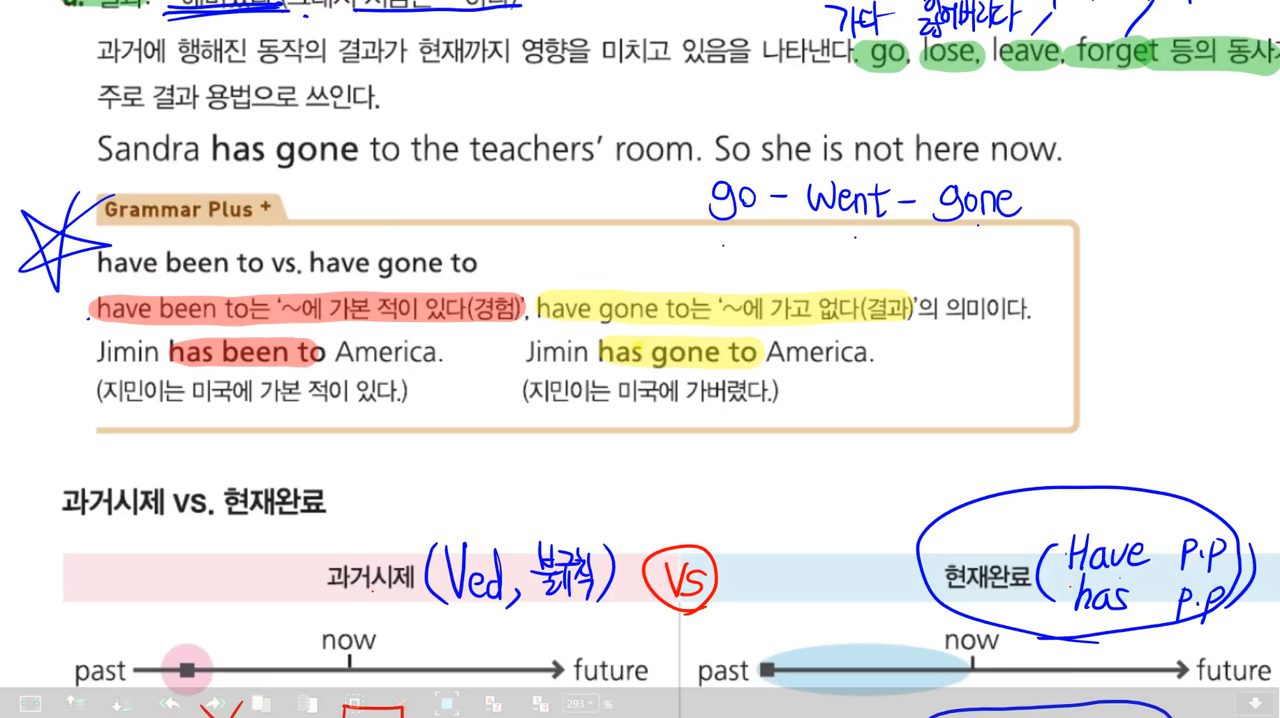 가다 잃어버리다
과거에 행해진 동작의 결과가 현재까지 영향을 미치고 있음을 나타낸다. go, lose, leave, forget 등의 동사
주로 결과 용법으로 쓰인다.
Sandra has gone to the teachers' room. So she is not here now.
go - went - gone
Grammar Plus +
have been to vs. have gone to
have been to는 '~에 가본 적이 있다(경험)', have gone to는 '~에 가고 없다(결과)'의 의미이다.
Jimin has been to America. Jimin has gone to America.
(지민이는 미국에 가본 적이 있다.) (지민이는 미국에 가버렸다.)
과거시제 vs. 현재완료
과거시제 (Ved, 불규칙) VS 현재완료 (Have p.p
has p.p)
now now
past future past future
293 %